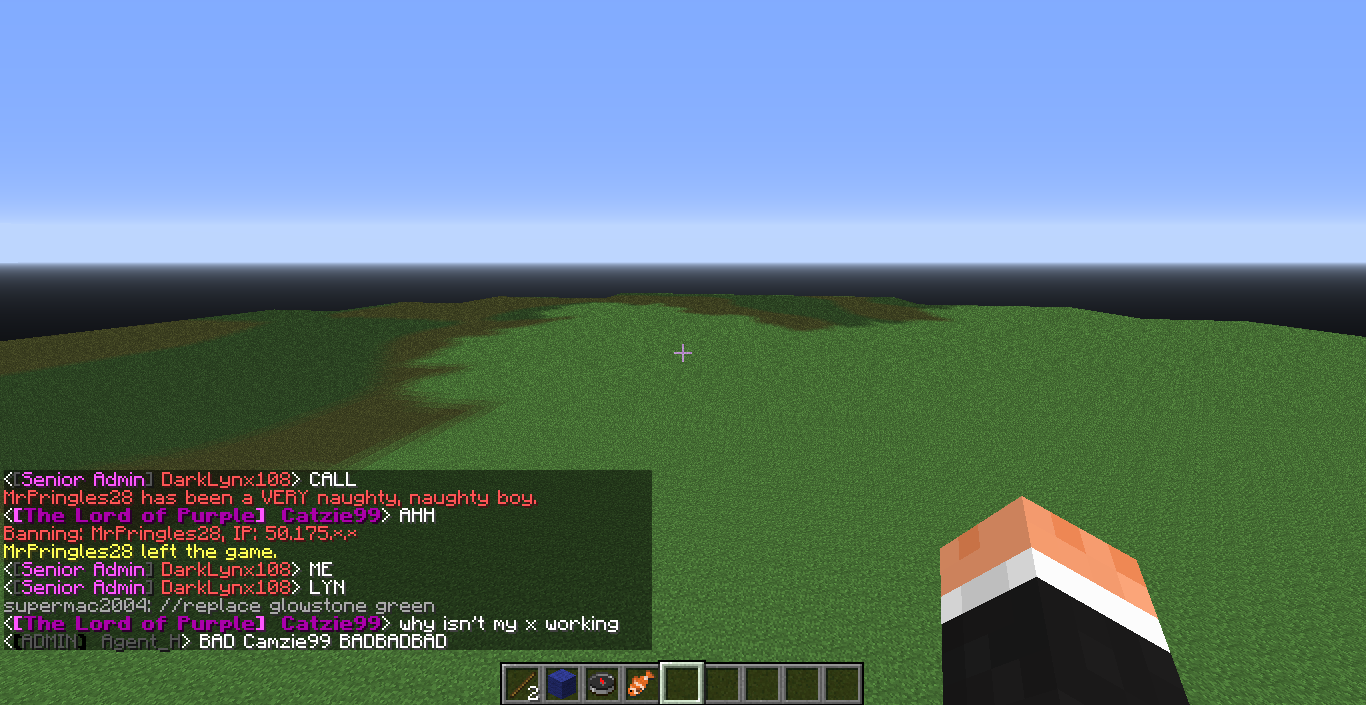 <[Senior Admin] DarkLynx108> CALL
MrPringles28 has been a VERY naughty, naughty boy.
<[The Lord of Purple] Catzie99> AHH
Banning: MrPringles28, IP: 50.175.×.×
MrPringles28 left the game.
<[Senior Admin] DarkLynx108> ME
<[Senior Admin] DarkLynx108> LYN
supermac2004: //replace glowstone green
<[The Lord of Purple] Catzie99> why isn't my x working
<[ADMIN] Agent_H> BAD Camzie99 BADBADBAD
2